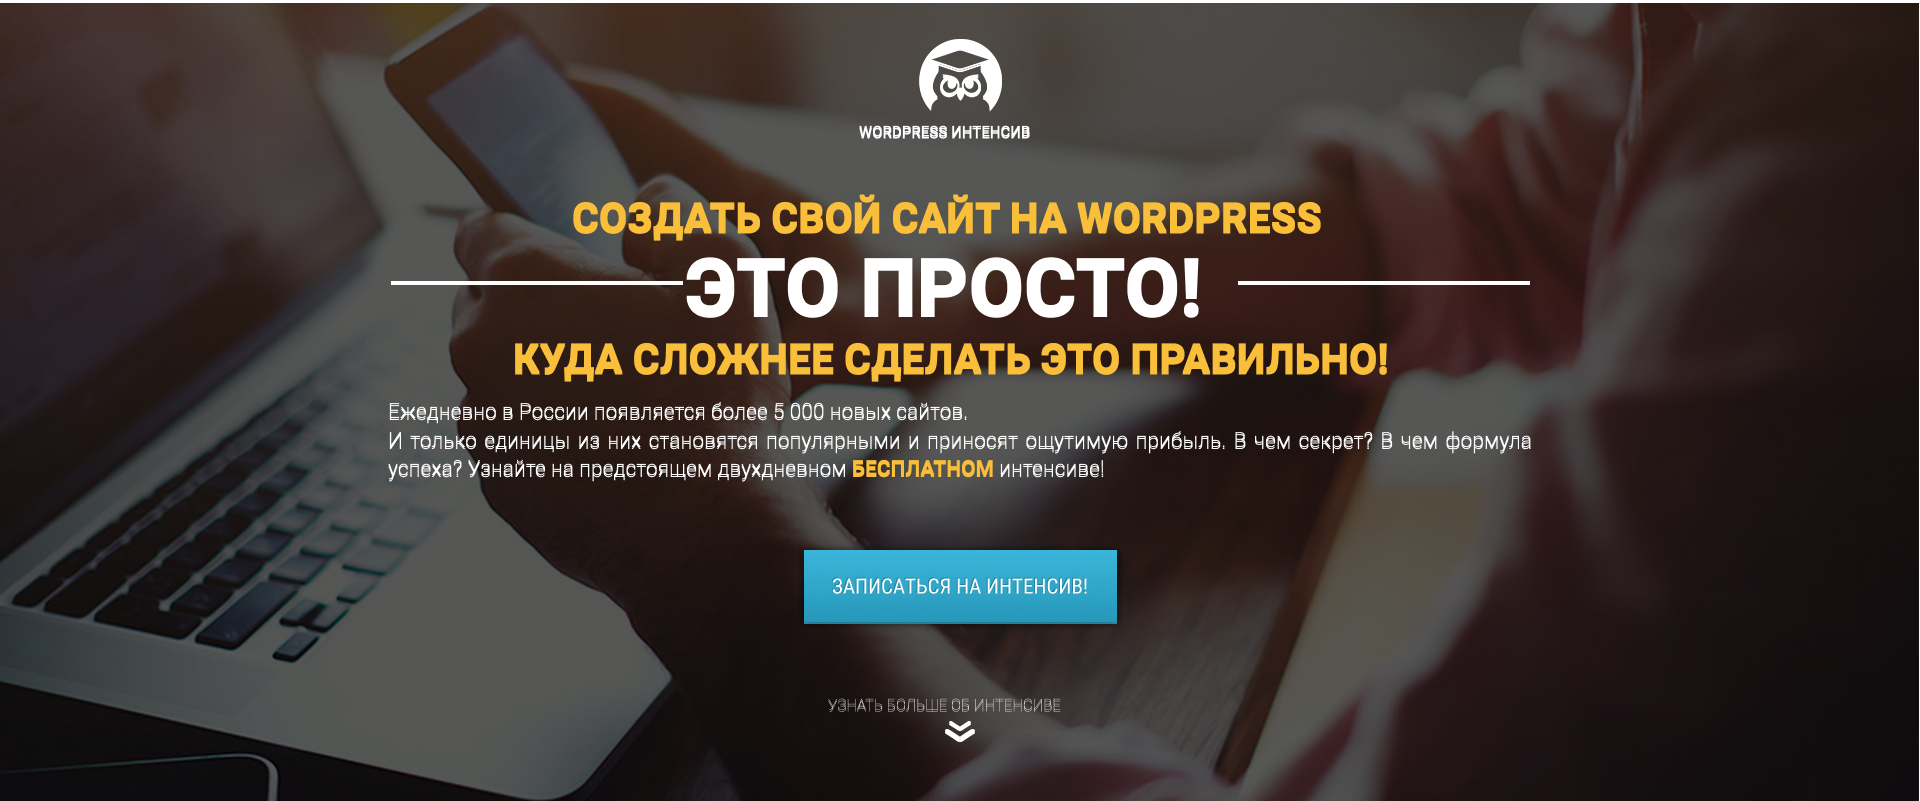 WORDPRESS ИНТЕНСИВ
СОЗДАТЬ СВОЙ САЙТ НА WORDPRESS
ЭТО ПРОСТО!
КУДА СЛОЖНЕЕ СДЕЛАТЬ ЭТО ПРАВИЛЬНО!
Ежедневно в России появляется более 5 000 новых сайтов.
И только единицы из них становятся популярными и приносят ощутимую прибыль. В чем секрет? В чем формула
успеха? Узнайте на предстоящем двухдневном БЕСПЛАТНОМ интенсиве!
ЗАПИСАТЬСЯ НА ИНТЕНСИВ!
УЗНАТЬ БОЛЬШЕ ОБ ИНТЕНСИВЕ